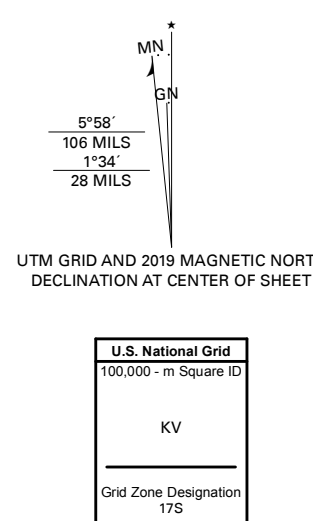 ★
MN
GN
5°58´
106 MILS
1°34´
28 MILS
UTM GRID AND 2019 MAGNETIC NORT
DECLINATION AT CENTER OF SHEET
U.S. National Grid
100,000 - m Square ID
KV
Grid Zone Designation
17S